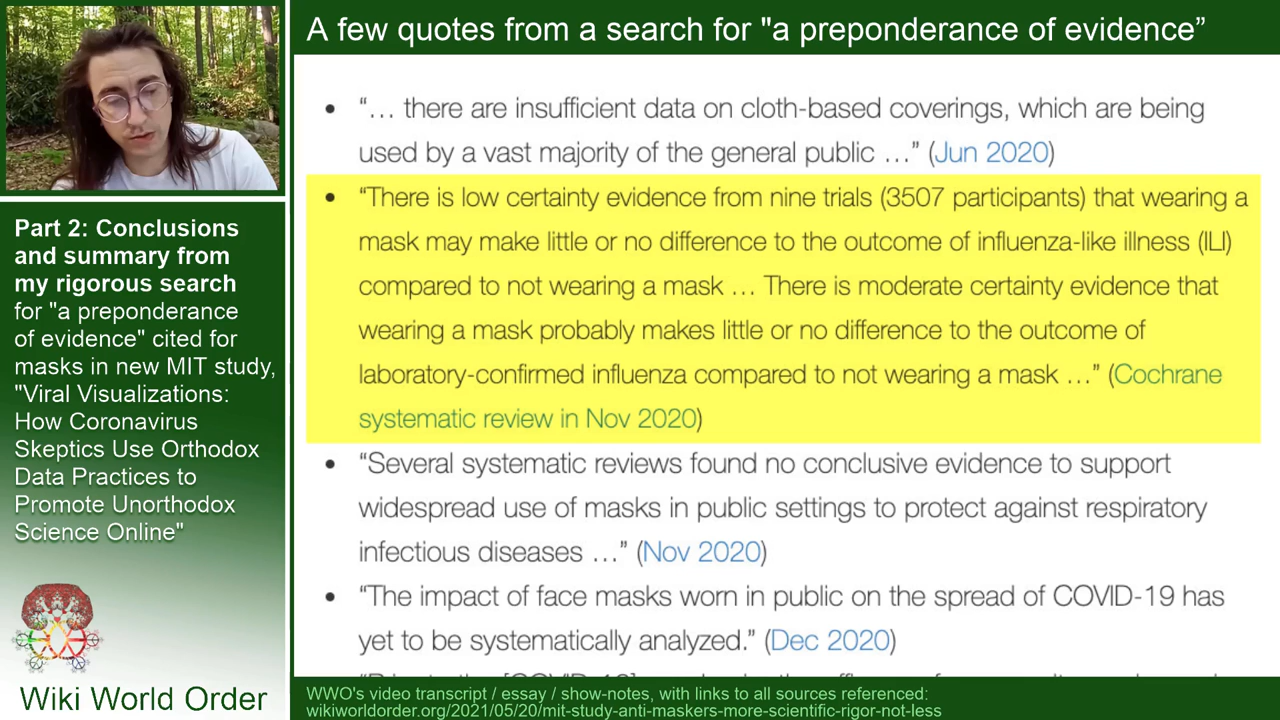 A few quotes from a search for "a preponderance of evidence”
Part 2: Conclusions
and summary from
my rigorous search
for "a preponderance
of evidence" cited for
masks in new MIT study,
"Viral Visualizations:
How Coronavirus
Skeptics Use Orthodox
Data Practices to
Promote Unorthodox
Science Online"
Wiki World Order
• “… there are insufficient data on cloth-based coverings, which are being
used by a vast majority of the general public …” (Jun 2020)
• “There is low certainty evidence from nine trials (3507 participants) that wearing a
mask may make little or no difference to the outcome of influenza-like illness (ILI)
compared to not wearing a mask … There is moderate certainty evidence that
wearing a mask probably makes little or no difference to the outcome of
laboratory-confirmed influenza compared to not wearing a mask …” (Cochrane
systematic review in Nov 2020)
• “Several systematic reviews found no conclusive evidence to support
widespread use of masks in public settings to protect against respiratory
infectious diseases …” (Nov 2020)
• “The impact of face masks worn in public on the spread of COVID-19 has
yet to be systematically analyzed.” (Dec 2020)
WWO's video transcript / essay / show-notes, with links to all sources referenced:
wikiworldorder.org/2021/05/20/mit-study-anti-maskers-more-scientific-rigor-not-less